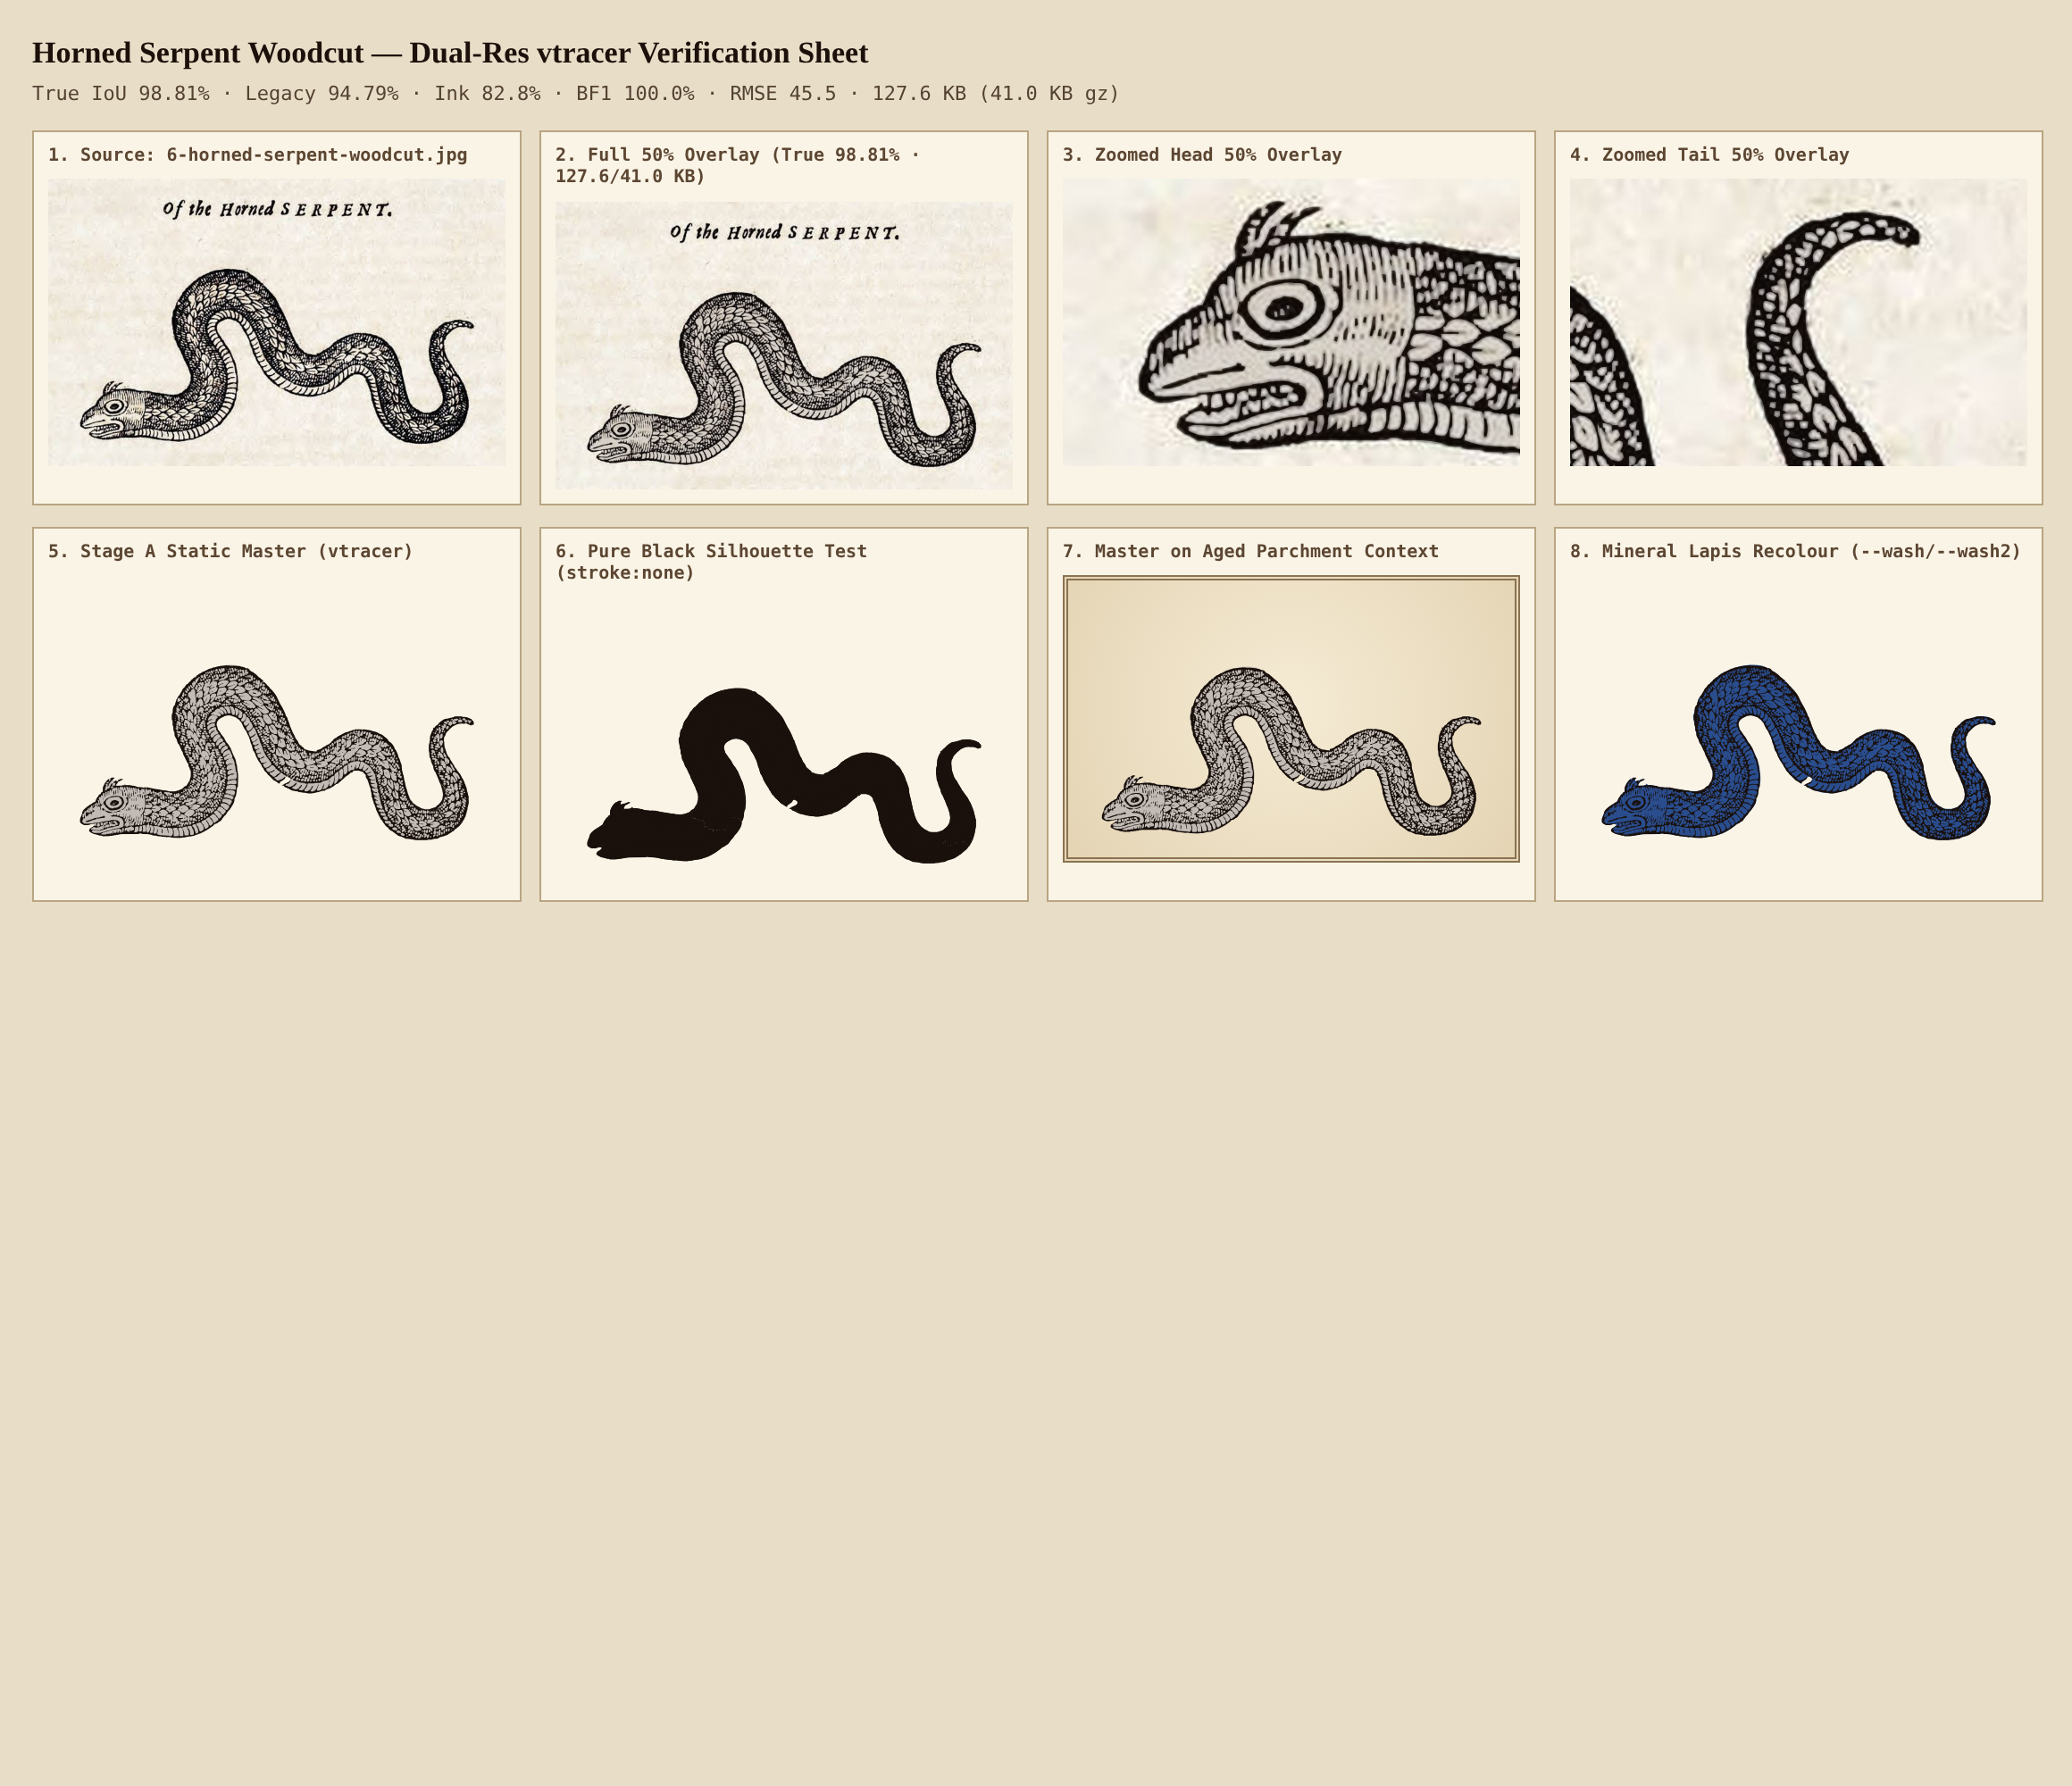 Horned Serpent Woodcut — Dual-Res vtracer Verification Sheet
True IoU 98.81% · Legacy 94.79% · Ink 82.8% · BF1 100.0% · RMSE 45.5 · 127.6 KB (41.0 KB gz)
1. Source: 6-horned-serpent-woodcut.jpg
Of the Horned SERPENT.
2. Full 50% Overlay (True 98.81% ·
127.6/41.0 KB)
Of the Horned SERPENT.
3. Zoomed Head 50% Overlay
4. Zoomed Tail 50% Overlay
5. Stage A Static Master (vtracer)
6. Pure Black Silhouette Test
(stroke:none)
7. Master on Aged Parchment Context
8. Mineral Lapis Recolour (--wash/--wash2)